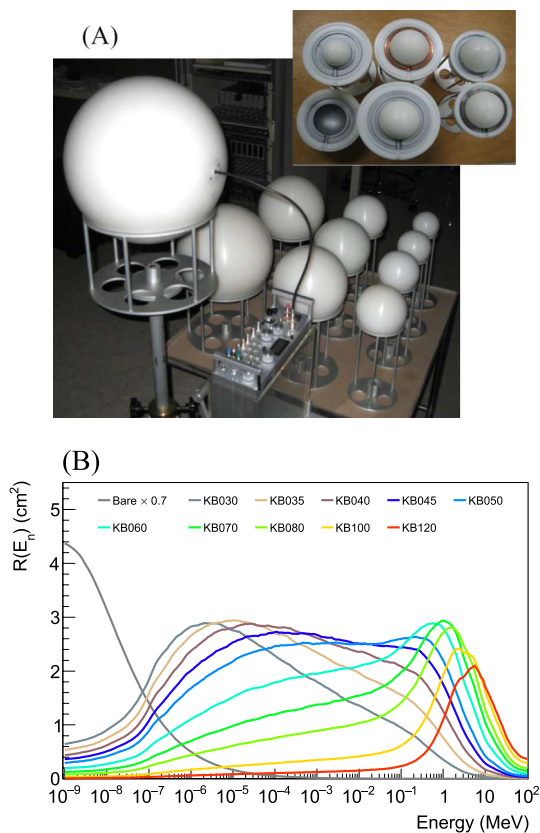 (A)
(B)
Bare × 0.7 KB030 KB035 KB040 KB045 KB050
KB060 KB070 KB080 KB100 KB120
R(Eₙ) (cm²)
5
4
3
2
1
0
10⁻⁹ 10⁻⁸ 10⁻⁷ 10⁻⁶ 10⁻⁵ 10⁻⁴ 10⁻³ 10⁻² 10⁻¹ 1 10 10²
Energy (MeV)